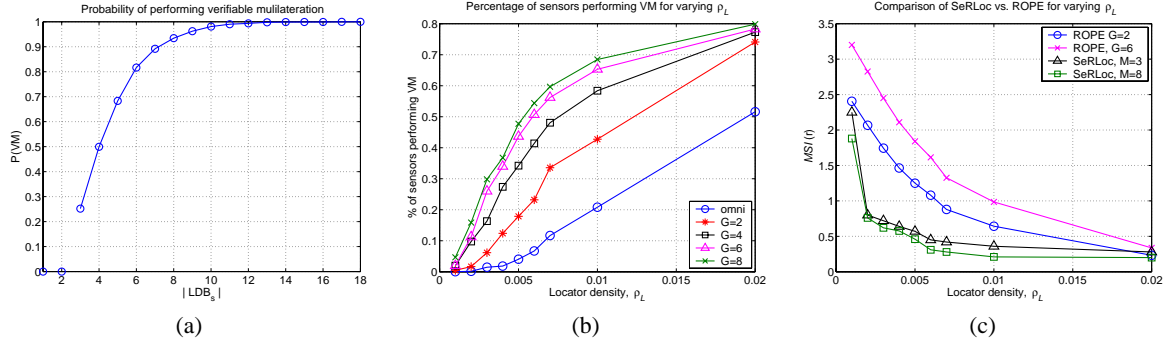 Probability of performing verifiable mulilateration
1
0.9
0.8
0.7
0.6
0.5
0.4
0.3
0.2
0.1
0
P(VM)
2 4 6 8 10 12 14 16 18
| LDBs |
(a)
Percentage of sensors performing VM for varying ρL
0.8
0.7
0.6
0.5
0.4
0.3
0.2
0.1
0
% of sensors performing VM
omni
G=2
G=4
G=6
G=8
0 0.005 0.01 0.015 0.02
Locator density, ρL
(b)
Comparison of SeRLoc vs. ROPE for varying ρL
3.5
3
2.5
2
1.5
1
0.5
0
MSI (r)
ROPE G=2
ROPE, G=6
SeRLoc, M=3
SeRLoc, M=8
0 0.005 0.01 0.015 0.02
Locator density, ρL
(c)